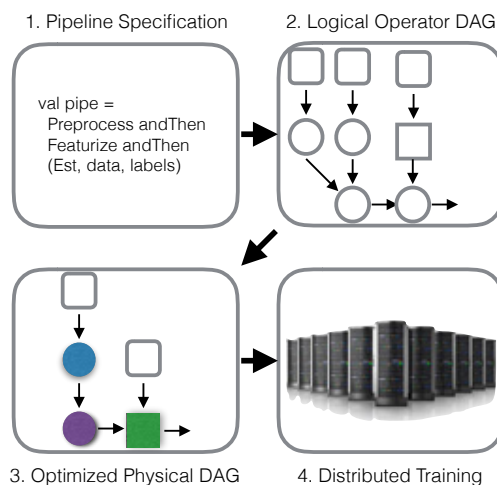 1. Pipeline Specification
2. Logical Operator DAG
val pipe =
Preprocess andThen
Featurize andThen
(Est, data, labels)
3. Optimized Physical DAG
4. Distributed Training